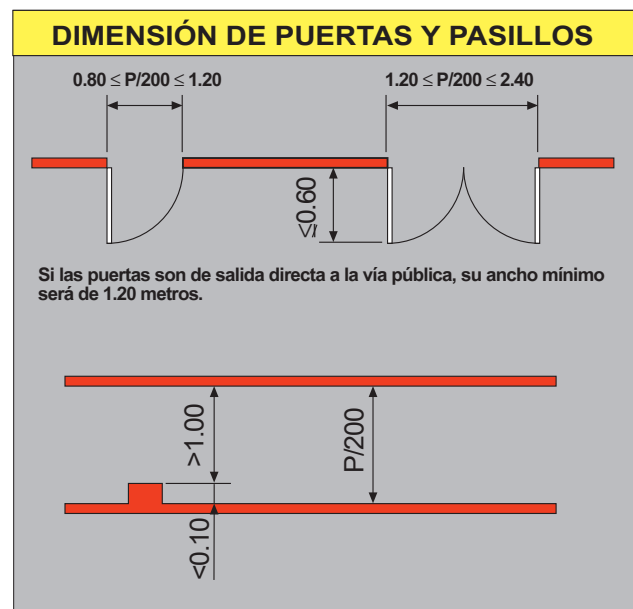 DIMENSIÓN DE PUERTAS Y PASILLOS
0.80 ≤ P/200 ≤ 1.20
1.20 ≤ P/200 ≤ 2.40
≤0.60
Si las puertas son de salida directa a la vía pública, su ancho mínimo
será de 1.20 metros.
>1.00
P/200
<0.10